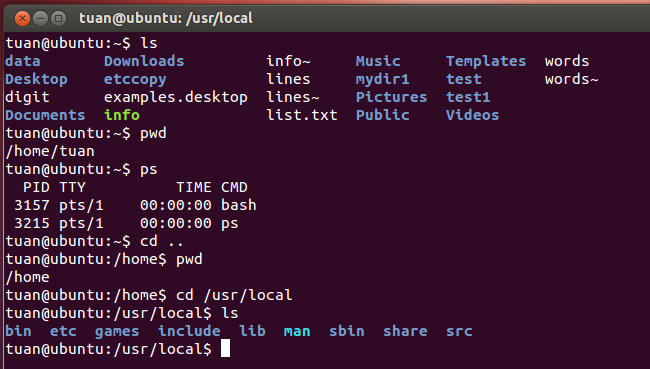 tuan@ubuntu: /usr/local
tuan@ubuntu:~$ ls
data       Downloads         info~     Music     Templates  words
Desktop    etccopy           lines     mydir1    test       words~
digit      examples.desktop  lines~    Pictures  test1
Documents  info              list.txt  Public    Videos
tuan@ubuntu:~$ pwd
/home/tuan
tuan@ubuntu:~$ ps
  PID TTY          TIME CMD
 3157 pts/1    00:00:00 bash
 3215 pts/1    00:00:00 ps
tuan@ubuntu:~$ cd ..
tuan@ubuntu:/home$ pwd
/home
tuan@ubuntu:/home$ cd /usr/local
tuan@ubuntu:/usr/local$ ls
bin  etc  games  include  lib  man  sbin  share  src
tuan@ubuntu:/usr/local$